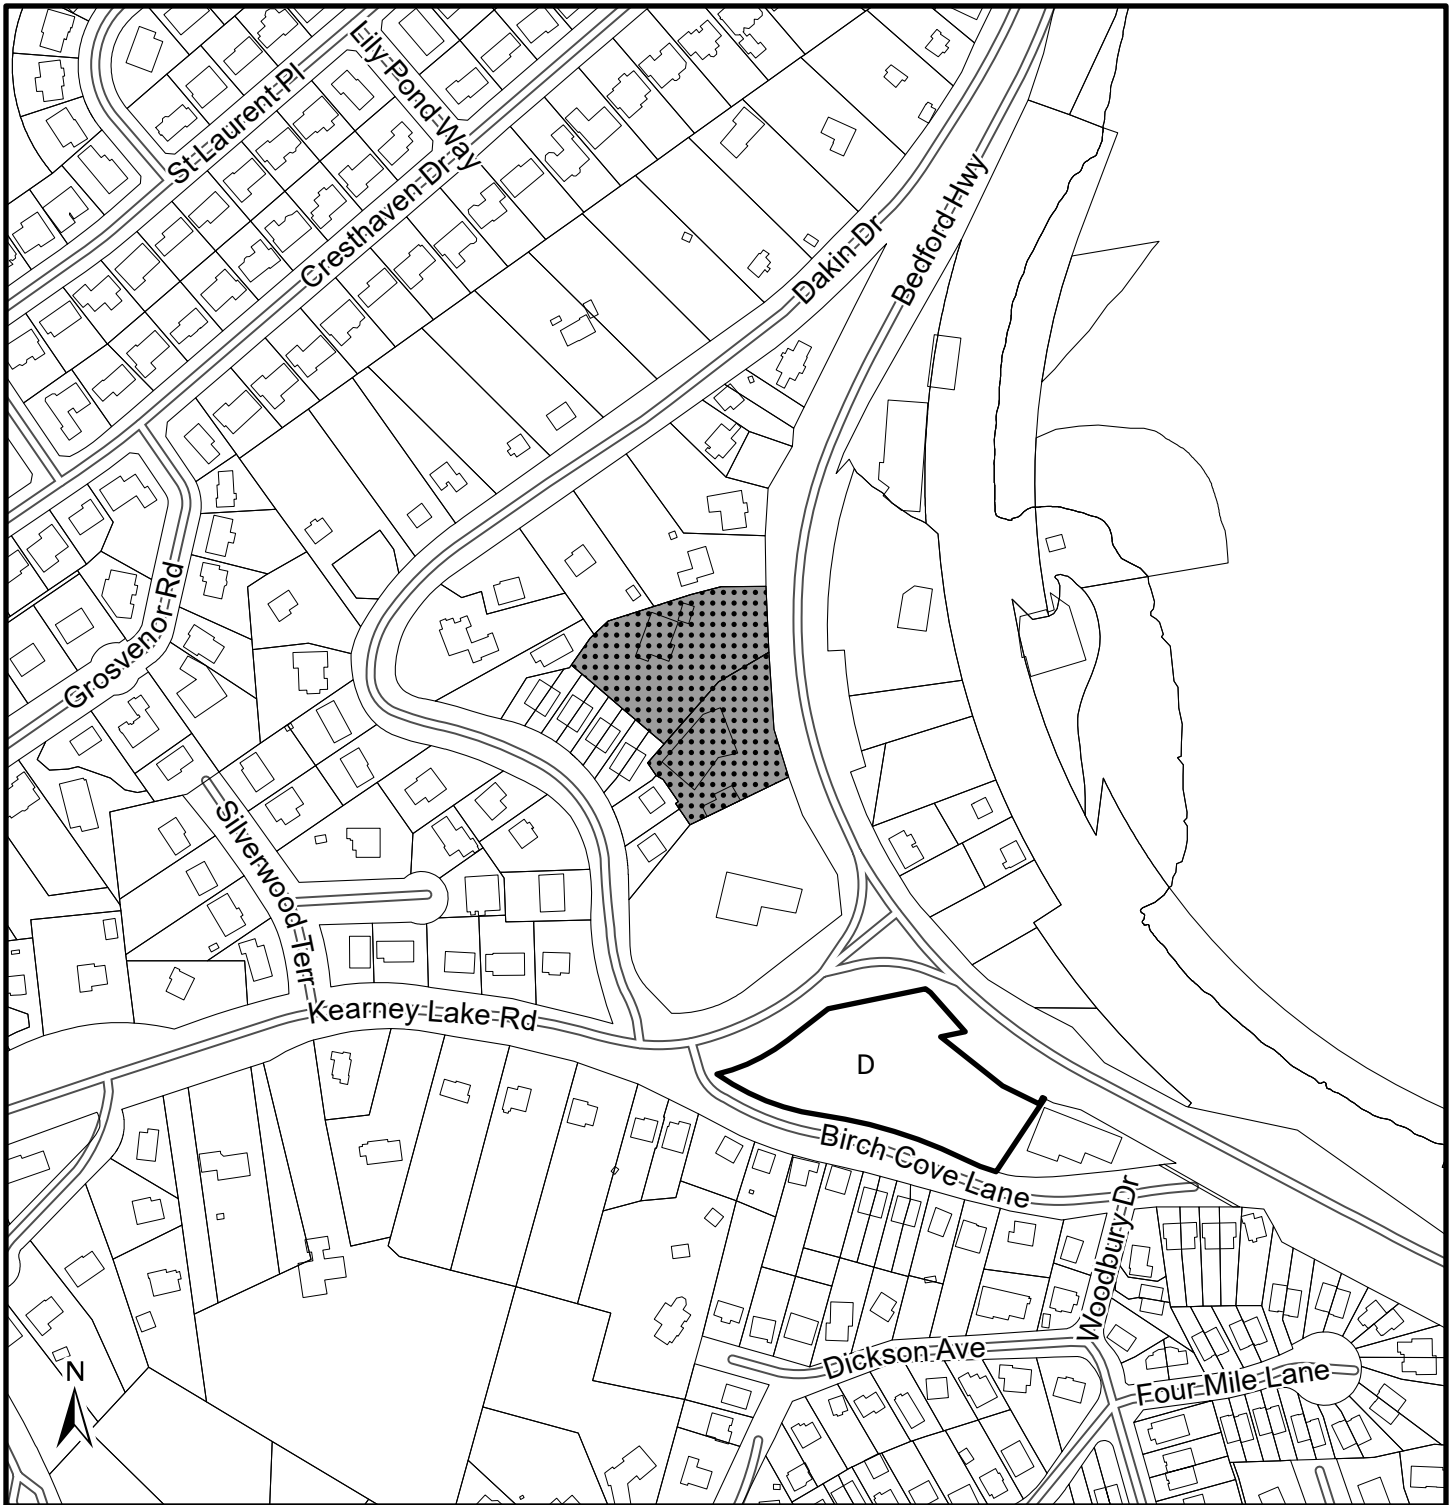 Lily Pond Way
St Laurent Pl
Cresthaven Dr
Dakin Dr
Bedford Hwy
Grosvenor Rd
Silverwood Terr
Kearney Lake Rd
D
Birch Cove Lane
Woodbury Dr
Dickson Ave
Four Mile Lane
N